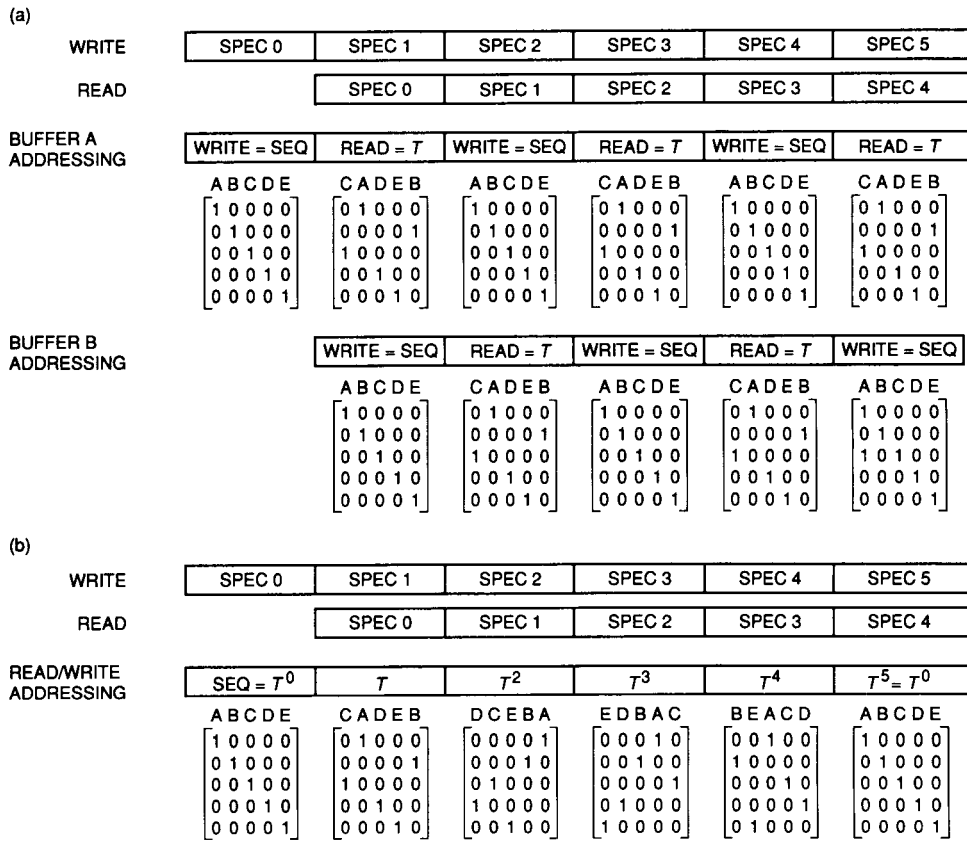 (a)
WRITE SPEC 0 SPEC 1 SPEC 2 SPEC 3 SPEC 4 SPEC 5
READ SPEC 0 SPEC 1 SPEC 2 SPEC 3 SPEC 4
BUFFER A
ADDRESSING
WRITE = SEQ READ = T WRITE = SEQ READ = T WRITE = SEQ READ = T
A B C D E C A D E B A B C D E C A D E B A B C D E C A D E B
1 0 0 0 0 0 1 0 0 0 1 0 0 0 0 0 1 0 0 0 1 0 0 0 0 0 1 0 0 0
0 1 0 0 0 0 0 0 0 1 0 1 0 0 0 0 0 0 0 1 0 1 0 0 0 0 0 0 0 1
0 0 1 0 0 1 0 0 0 0 0 0 1 0 0 1 0 0 0 0 0 0 1 0 0 1 0 0 0 0
0 0 0 1 0 0 0 1 0 0 0 0 0 1 0 0 0 1 0 0 0 0 0 1 0 0 0 1 0 0
0 0 0 0 1 0 0 0 1 0 0 0 0 0 1 0 0 0 1 0 0 0 0 0 1 0 0 0 1 0
BUFFER B
ADDRESSING
WRITE = SEQ READ = T WRITE = SEQ READ = T WRITE = SEQ
A B C D E C A D E B A B C D E C A D E B A B C D E
1 0 0 0 0 0 1 0 0 0 1 0 0 0 0 0 1 0 0 0 1 0 0 0 0
0 1 0 0 0 0 0 0 0 1 0 1 0 0 0 0 0 0 0 1 0 1 0 0 0
0 0 1 0 0 1 0 0 0 0 0 0 1 0 0 1 0 0 0 0 1 0 1 0 0
0 0 0 1 0 0 0 1 0 0 0 0 0 1 0 0 0 1 0 0 0 0 0 1 0
0 0 0 0 1 0 0 0 1 0 0 0 0 0 1 0 0 0 1 0 0 0 0 0 1
(b)
WRITE SPEC 0 SPEC 1 SPEC 2 SPEC 3 SPEC 4 SPEC 5
READ SPEC 0 SPEC 1 SPEC 2 SPEC 3 SPEC 4
READ/WRITE
ADDRESSING
SEQ = T⁰ T T² T³ T⁴ T⁵ = T⁰
A B C D E C A D E B D C E B A E D B A C B E A C D A B C D E
1 0 0 0 0 0 1 0 0 0 0 0 0 0 1 0 0 0 1 0 0 0 1 0 0 1 0 0 0 0
0 1 0 0 0 0 0 0 0 1 0 0 0 1 0 0 0 1 0 0 1 0 0 0 0 0 1 0 0 0
0 0 1 0 0 1 0 0 0 0 0 1 0 0 0 0 0 0 0 1 0 0 0 1 0 0 0 1 0 0
0 0 0 1 0 0 0 1 0 0 1 0 0 0 0 0 1 0 0 0 0 0 0 0 1 0 0 0 1 0
0 0 0 0 1 0 0 0 1 0 0 0 1 0 0 1 0 0 0 0 0 1 0 0 0 0 0 0 0 1